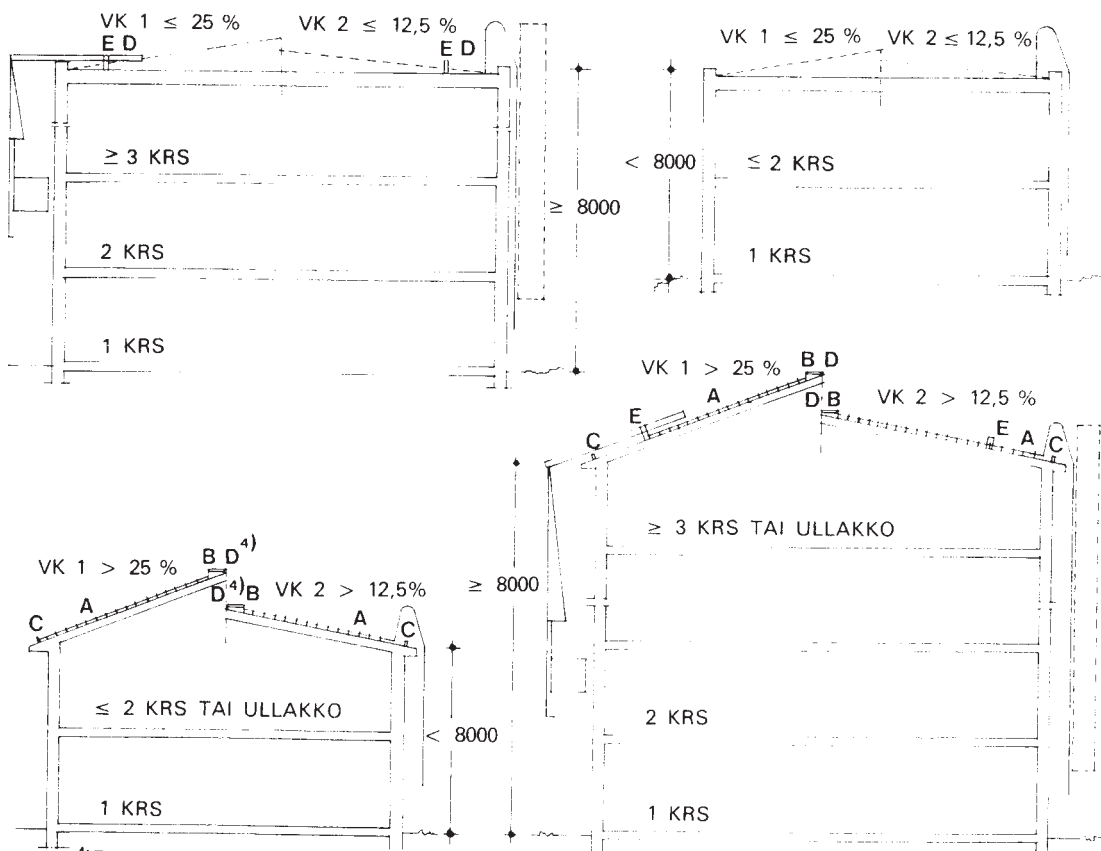 VK 1 ≤ 25 % VK 2 ≤ 12,5 %
E D E D
≥ 3 KRS
2 KRS
1 KRS
≥ 8000
VK 1 ≤ 25 % VK 2 ≤ 12,5 %
< 8000
≤ 2 KRS
1 KRS
VK 1 > 25 % B D⁴⁾
D⁴⁾ B VK 2 > 12,5%
C A A C
≤ 2 KRS TAI ULLAKKO
< 8000
1 KRS
VK 1 > 25 % B D
A D B VK 2 > 12,5 %
E E
C A C
≥ 3 KRS TAI ULLAKKO
≥ 8000
2 KRS
1 KRS